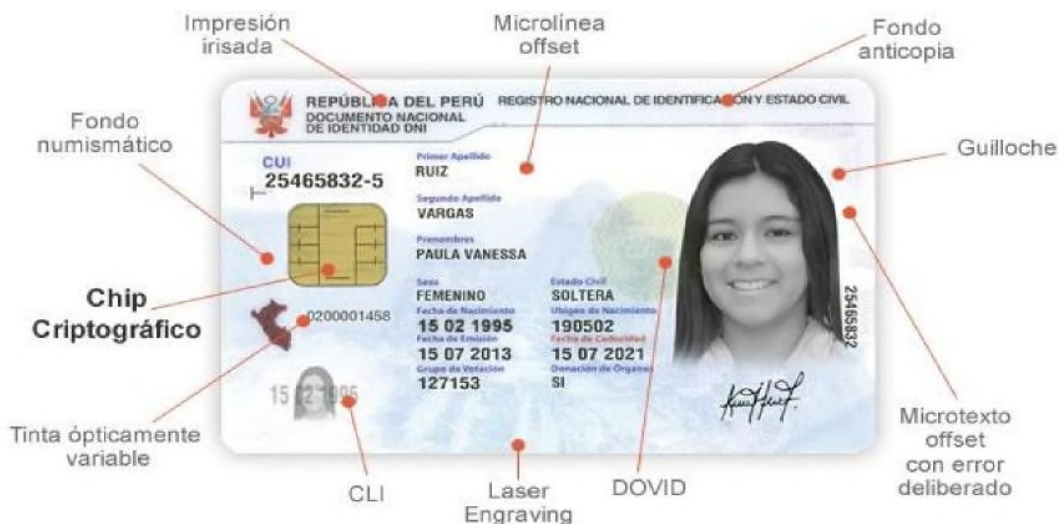 Impresión
irisada
Microlínea
offset
Fondo
anticopia
Fondo
numismático
Guilloche
REPÚBLICA DEL PERÚ
DOCUMENTO NACIONAL
DE IDENTIDAD DNI
REGISTRO NACIONAL DE IDENTIFICACIÓN Y ESTADO CIVIL
CUI
25465832-5
Primer Apellido
RUIZ
Segundo Apellido
VARGAS
Prenombres
PAULA VANESSA
Sexo
FEMENINO
Estado Civil
SOLTERA
Fecha de Nacimiento
15 02 1995
Ubigeo de Nacimiento
190502
Fecha de Emisión
15 07 2013
Fecha de Caducidad
15 07 2021
Grupo de Votación
127153
Donación de Órganos
SI
25465832
Chip
Criptográfico
0200001458
15 02 1995
Tinta ópticamente
variable
CLI
Laser
Engraving
DOVID
Microtexto
offset
con error
deliberado